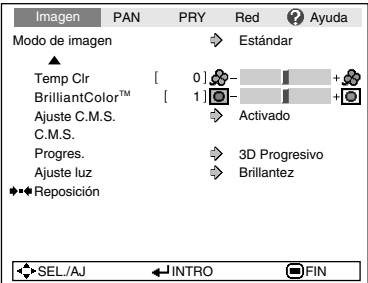 Imagen PAN PRY Red ? Ayuda
Modo de imagen Estándar
Temp Clr [ 0] - +
BrilliantColor™ [ 1] - +
Ajuste C.M.S. Activado
C.M.S.
Progres. 3D Progresivo
Ajuste luz Brillantez
Reposición
SEL./AJ INTRO FIN